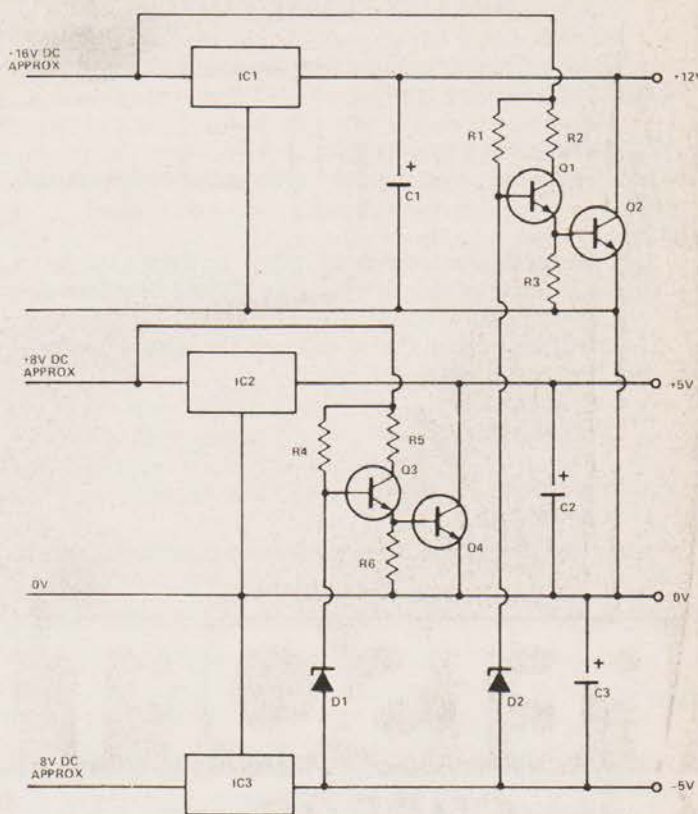 +16V DC
APPROX
IC1
+12V
R1
R2
Q1
C1
+
Q2
R3
+8V DC
APPROX
IC2
+5V
R4
R5
Q3
+
C2
Q4
R6
0V
0V
+
D1
D2
C3
8V DC
APPROX
IC3
-5V